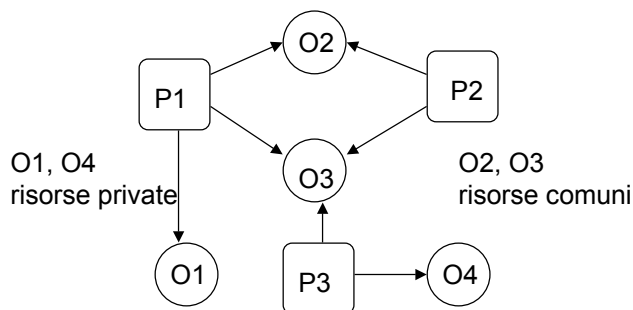 O2
P1
P2
O1, O4
risorse private
O3
O2, O3
risorse comuni
O1
P3
O4